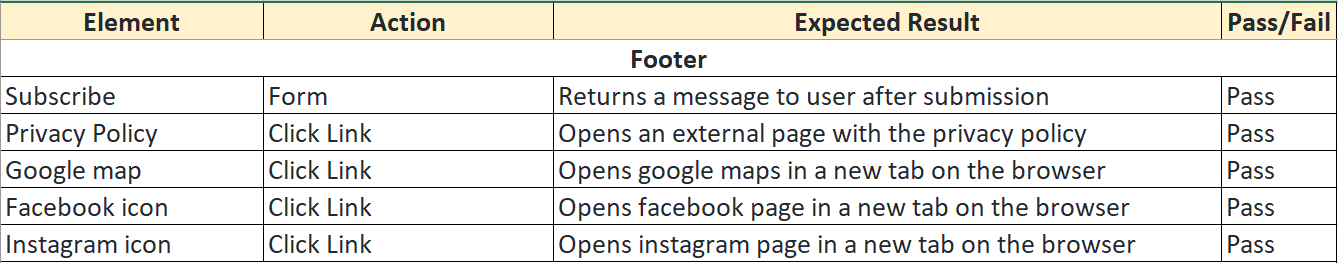 Element Action Expected Result Pass/Fail
Footer
Subscribe Form Returns a message to user after submission Pass
Privacy Policy Click Link Opens an external page with the privacy policy Pass
Google map Click Link Opens google maps in a new tab on the browser Pass
Facebook icon Click Link Opens facebook page in a new tab on the browser Pass
Instagram icon Click Link Opens instagram page in a new tab on the browser Pass